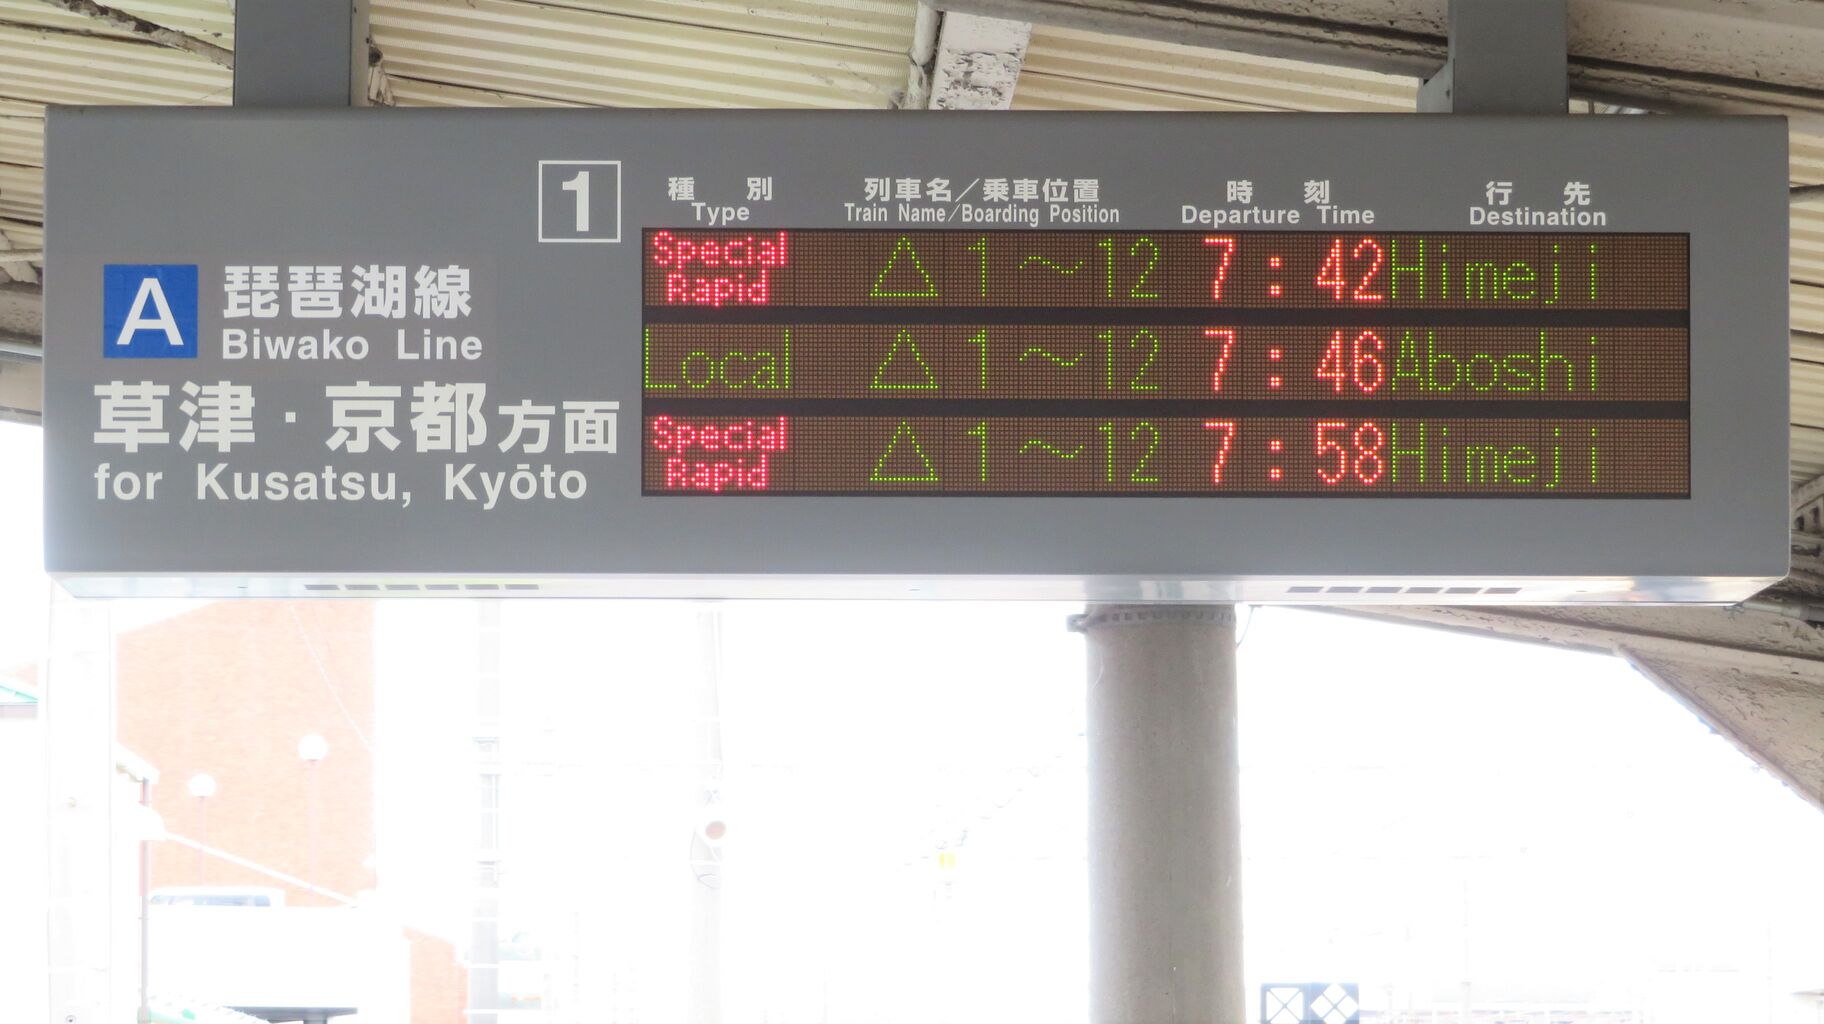 1
A 琵琶湖線
Biwako Line
草津・京都方面
for Kusatsu, Kyōto
種別 列車名/乗車位置 時刻 行先
Type Train Name/Boarding Position Departure Time Destination
Special Rapid △ 1~12 7:42 Himeji
Local △ 1~12 7:46 Aboshi
Special Rapid △ 1~12 7:58 Himeji